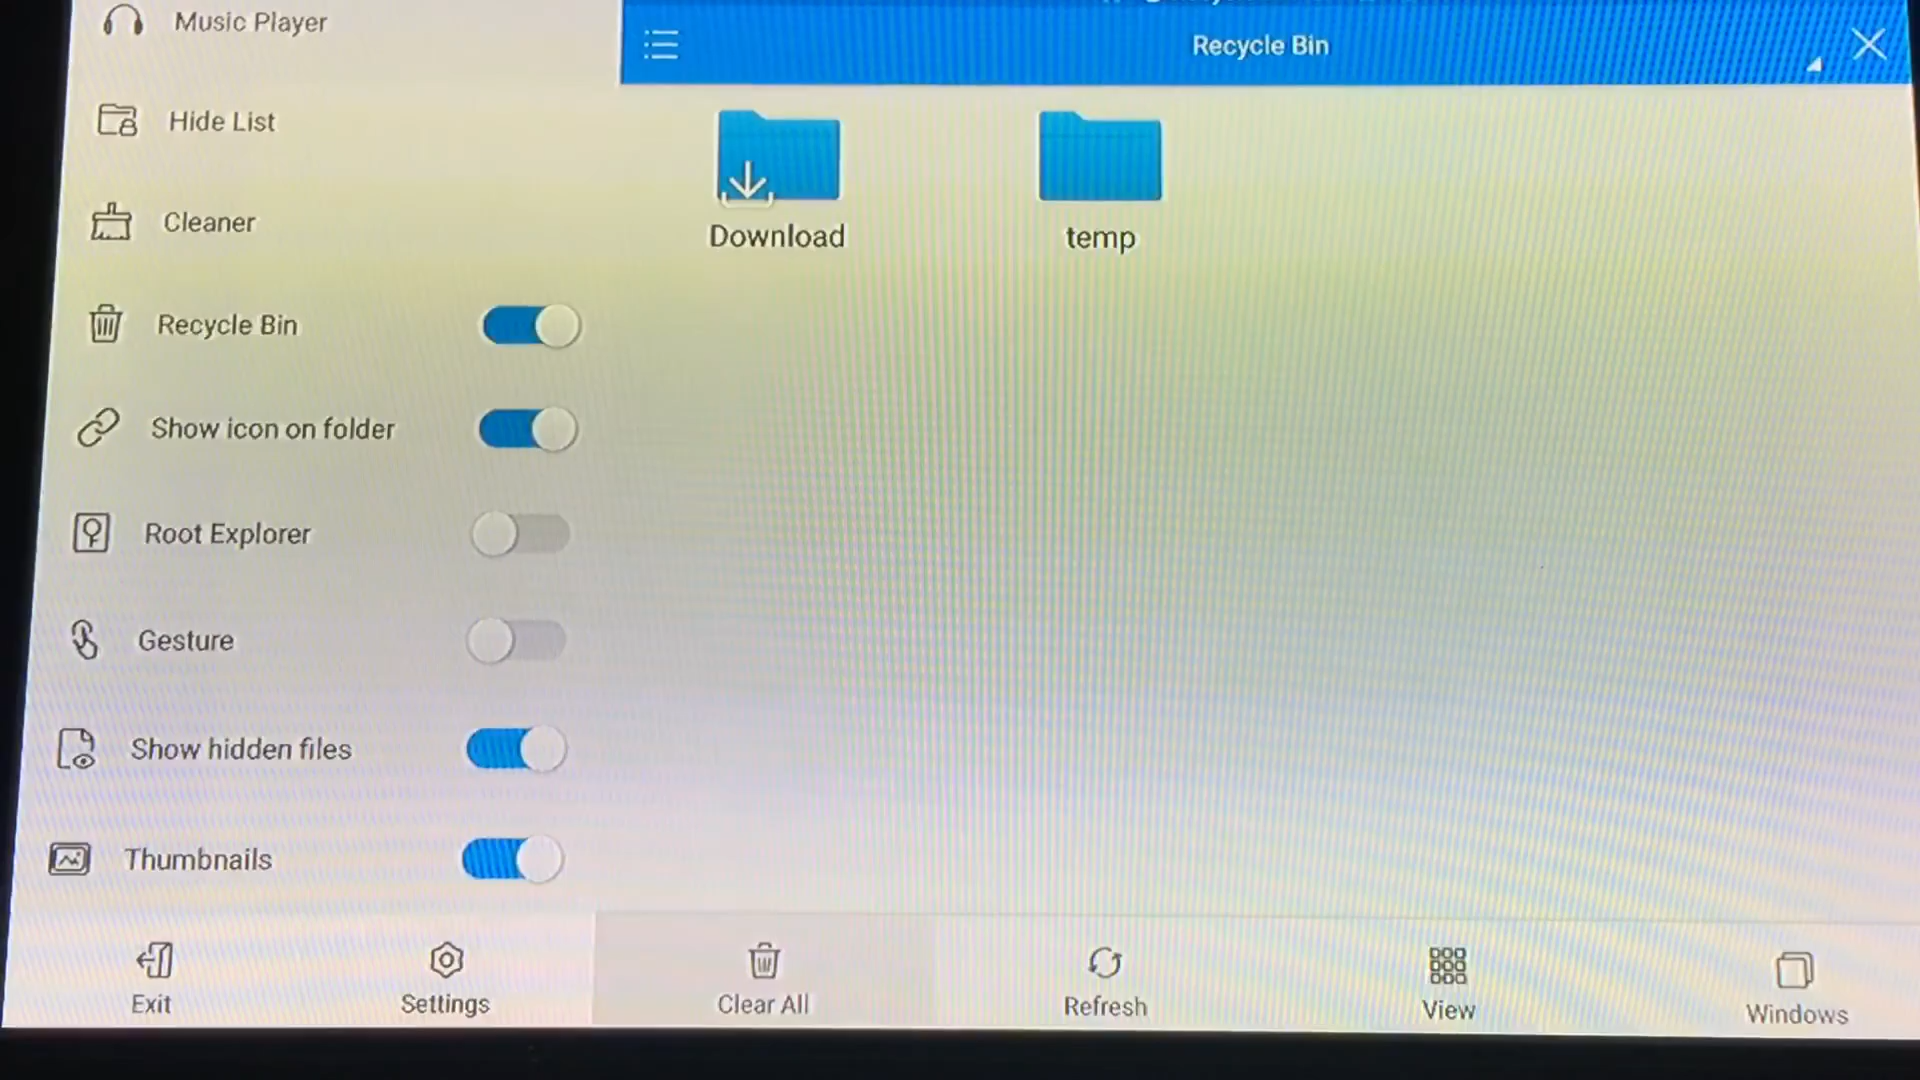 Music Player
Recycle Bin
Hide List
Cleaner
Download
temp
Recycle Bin
Show icon on folder
Root Explorer
Gesture
Show hidden files
Thumbnails
Exit
Settings
Clear All
Refresh
View
Windows